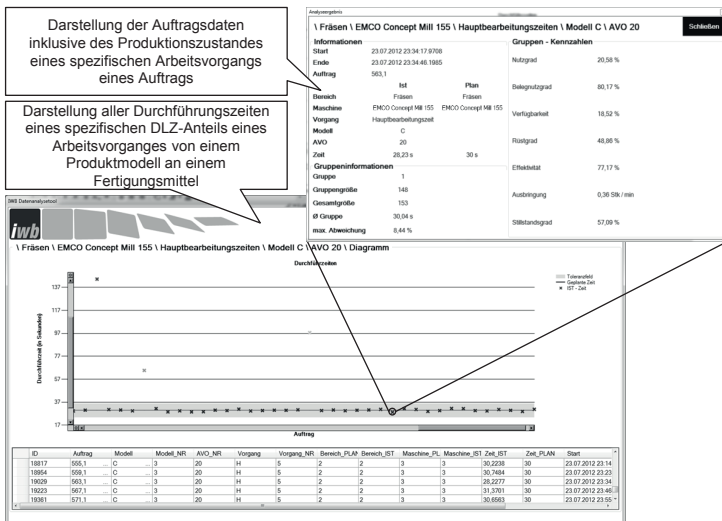 Darstellung der Auftragsdaten
inklusive des Produktionszustandes
eines spezifischen Arbeitsvorgangs
eines Auftrags
Darstellung aller Durchführungszeiten
eines spezifischen DLZ-Anteils eines
Arbeitsvorganges von einem
Produktmodell an einem
Fertigungsmittel
Analyseergebnis
\ Fräsen \ EMCO Concept Mill 155 \ Hauptbearbeitungszeiten \ Modell C \ AVO 20
Schließen
Informationen
Start 23.07.2012 23:34:17.9708
Ende 23.07.2012 23:34:46.1985
Auftrag 563,1
Ist Plan
Bereich Fräsen Fräsen
Maschine EMCO Concept Mill 155 EMCO Concept Mill 155
Vorgang Hauptbearbeitungszeit
Modell C
AVO 20
Zeit 28,23 s 30 s
Gruppeninformationen
Gruppe 1
Gruppengröße 148
Gesamtgröße 153
Ø Gruppe 30,04 s
max. Abweichung 8,44 %
Gruppen - Kennzahlen
Nutzgrad 20,58 %
Belegnutzgrad 80,17 %
Verfügbarkeit 18,52 %
Rüstgrad 48,86 %
Effektivität 77,17 %
Ausbringung 0,36 Stk / min
Stillstandsgrad 57,09 %
IWB Datenanalysetool
iwb
\ Fräsen \ EMCO Concept Mill 155 \ Hauptbearbeitungszeiten \ Modell C \ AVO 20 \ Diagramm
Durchführzeiten
Toleranzfeld
Geplante Zeit
IST - Zeit
Durchführzeit (in Sekunden)
137
117
97
77
57
37
17
Auftrag
ID Auftrag Modell Modell_NR AVO_NR Vorgang Vorgang_NR Bereich_PLAN Bereich_IST Maschine_PL Maschine_IST Zeit_IST Zeit_PLAN Start
18817 555,1 ... C ... 3 20 H 5 2 2 3 3 30,2238 30 23.07.2012 23:14
18954 559,1 ... C ... 3 20 H 5 2 2 3 3 30,7484 30 23.07.2012 23:23
19029 563,1 ... C ... 3 20 H 5 2 2 3 3 28,2277 30 23.07.2012 23:34
19223 567,1 ... C ... 3 20 H 5 2 2 3 3 31,3701 30 23.07.2012 23:46
19361 571,1 ... C ... 3 20 H 5 2 2 3 3 30,6563 30 23.07.2012 23:55